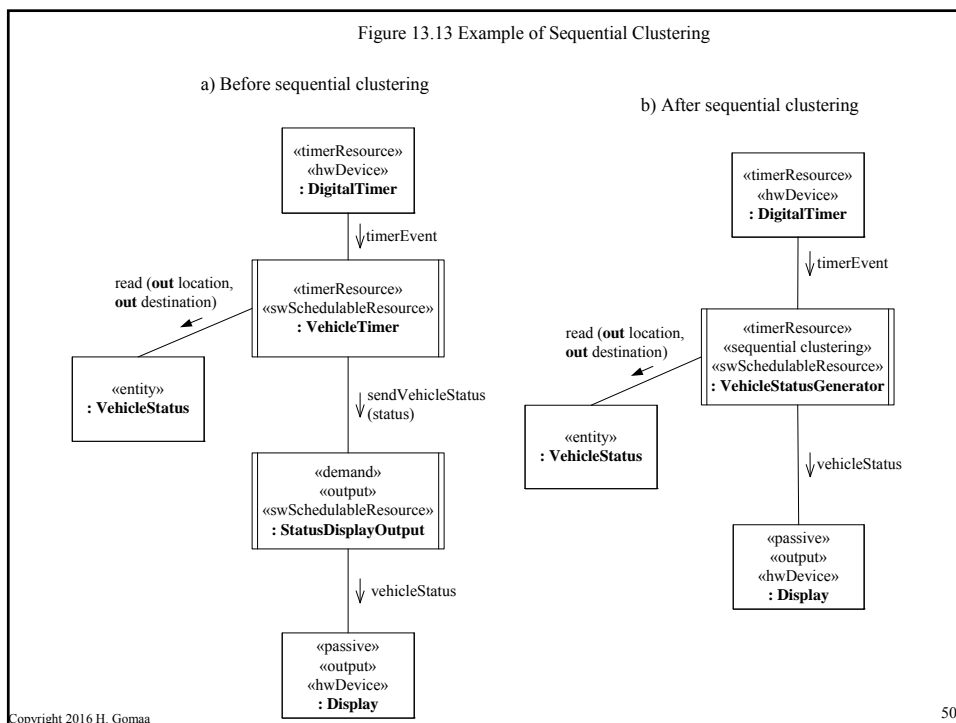 Figure 13.13 Example of Sequential Clustering
a) Before sequential clustering
«timerResource»
«hwDevice»
: DigitalTimer
timerEvent
read (out location,
out destination)
«timerResource»
«swSchedulableResource»
: VehicleTimer
«entity»
: VehicleStatus
sendVehicleStatus
(status)
«demand»
«output»
«swSchedulableResource»
: StatusDisplayOutput
vehicleStatus
«passive»
«output»
«hwDevice»
: Display
b) After sequential clustering
«timerResource»
«hwDevice»
: DigitalTimer
timerEvent
read (out location,
out destination)
«timerResource»
«sequential clustering»
«swSchedulableResource»
: VehicleStatusGenerator
«entity»
: VehicleStatus
vehicleStatus
«passive»
«output»
«hwDevice»
: Display
Copyright 2016 H. Gomaa
50